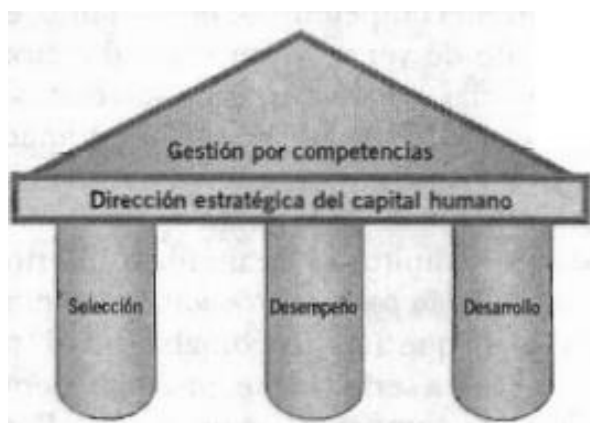 Gestión por competencias
Dirección estratégica del capital humano
Selección
Desempeño
Desarrollo